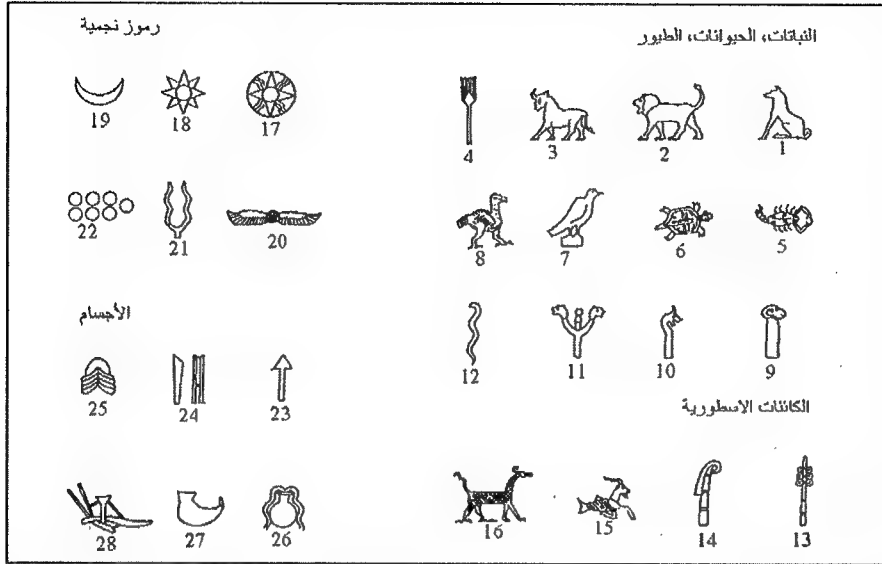 النباتات، الحيوانات، الطيور
1 2 3 4
5 6 7 8
9 10 11 12
الكائنات الاسطورية
13 14 15 16
رموز نجمية
17 18 19
20 21 22
الأجسام
23 24 25
26 27 28